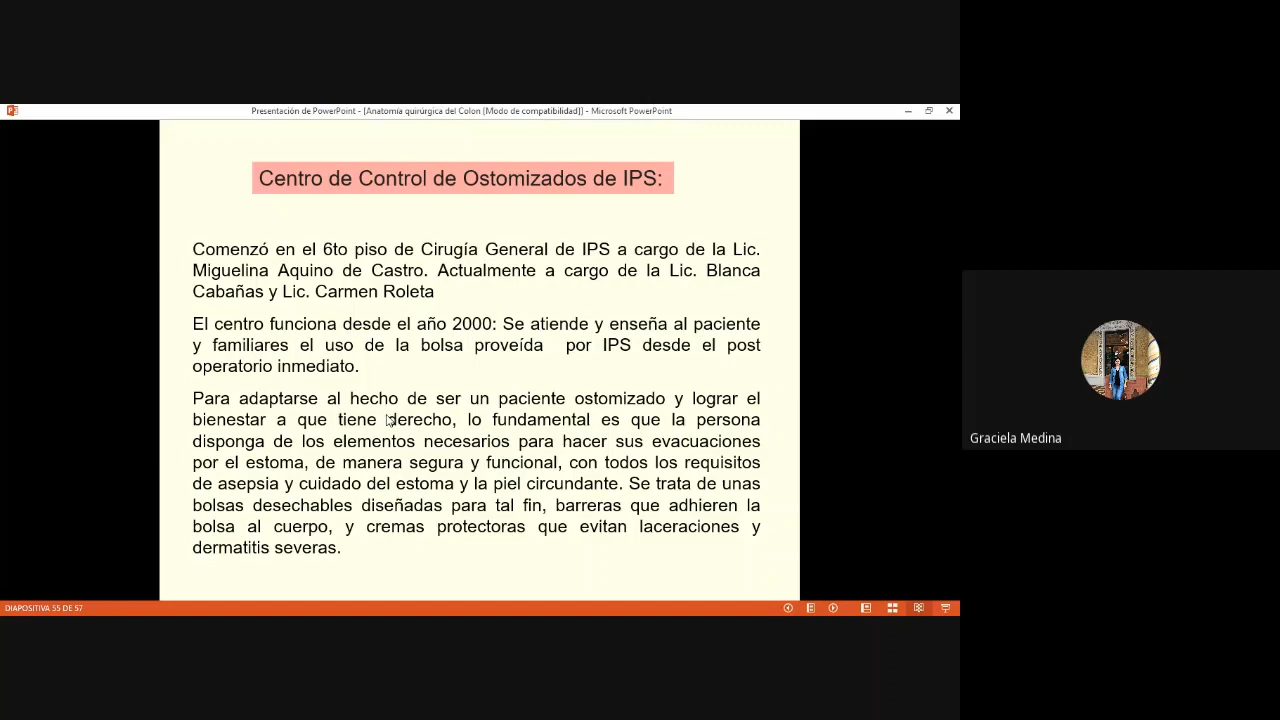 Presentación de PowerPoint - [Anatomía quirúrgica del Colon [Modo de compatibilidad]] - Microsoft PowerPoint
Centro de Control de Ostomizados de IPS:
Comenzó en el 6to piso de Cirugía General de IPS a cargo de la Lic.
Miguelina Aquino de Castro. Actualmente a cargo de la Lic. Blanca
Cabañas y Lic. Carmen Roleta
El centro funciona desde el año 2000: Se atiende y enseña al paciente
y familiares el uso de la bolsa proveída por IPS desde el post
operatorio inmediato.
Para adaptarse al hecho de ser un paciente ostomizado y lograr el
bienestar a que tiene derecho, lo fundamental es que la persona
disponga de los elementos necesarios para hacer sus evacuaciones
por el estoma, de manera segura y funcional, con todos los requisitos
de asepsia y cuidado del estoma y la piel circundante. Se trata de unas
bolsas desechables diseñadas para tal fin, barreras que adhieren la
bolsa al cuerpo, y cremas protectoras que evitan laceraciones y
dermatitis severas.
Graciela Medina
DIAPOSITIVA 55 DE 57